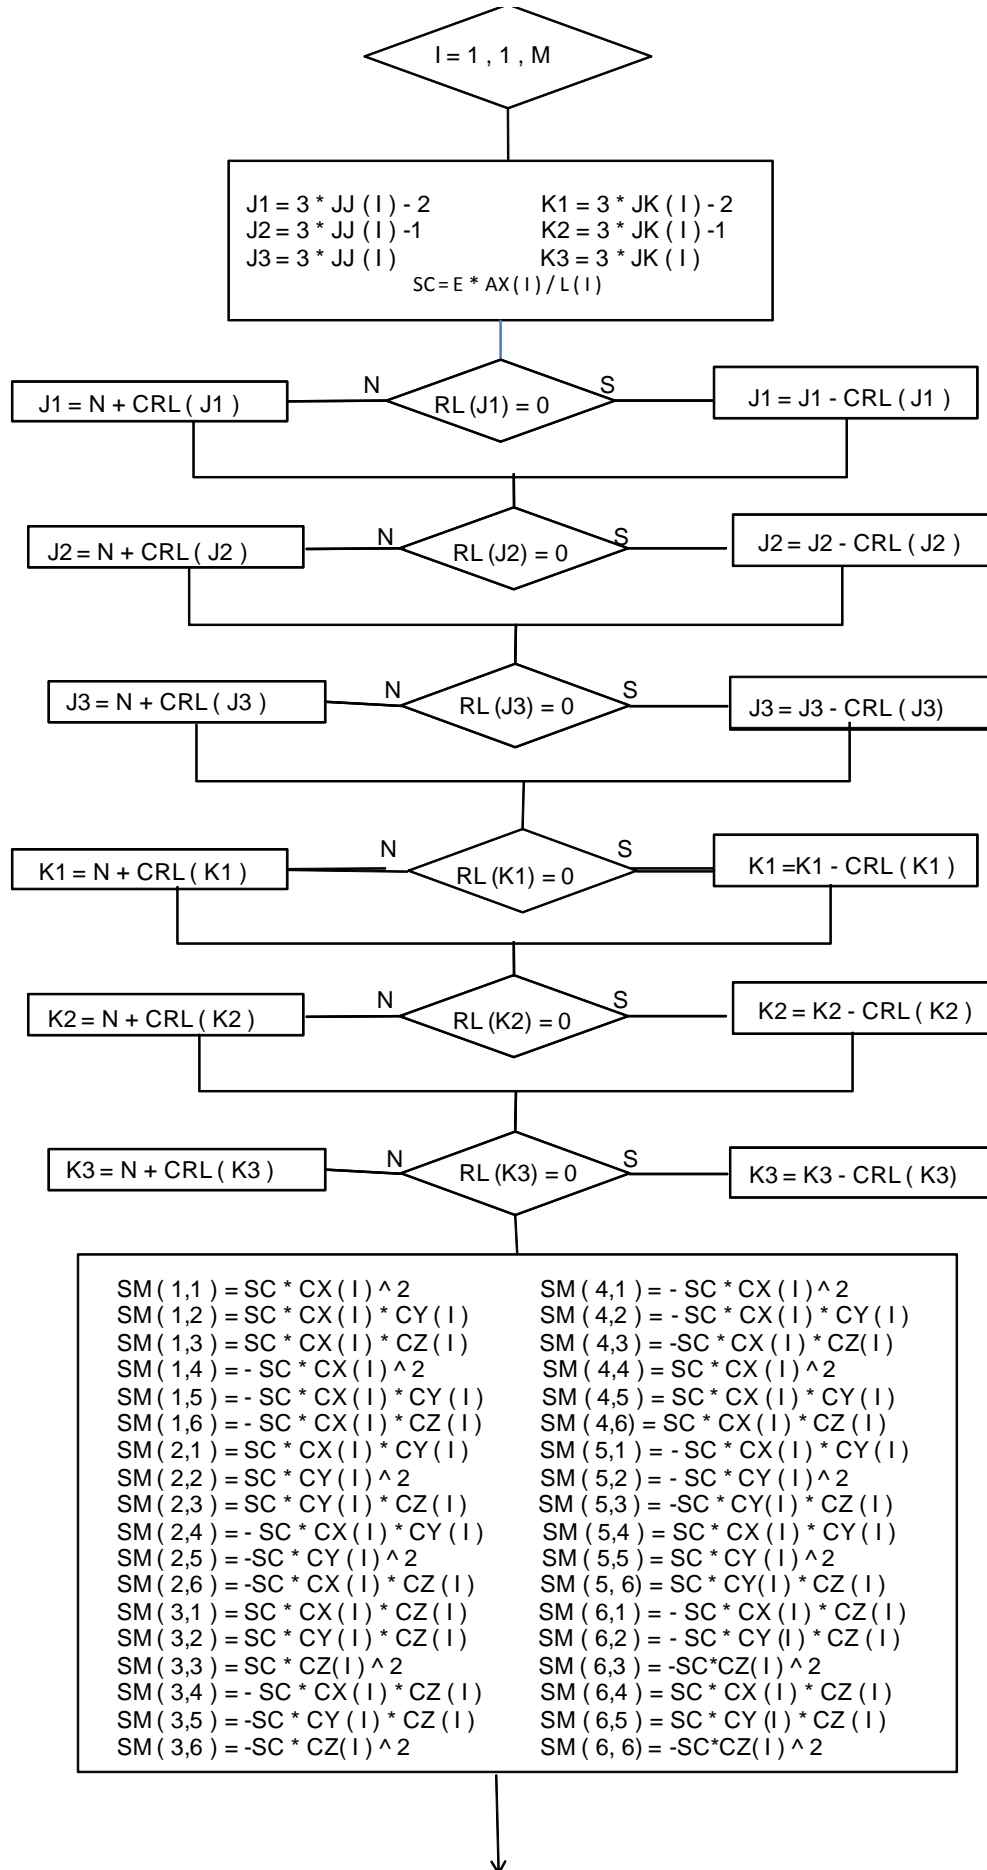 I = 1 , 1 , M
J1 = 3 * JJ ( I ) - 2 K1 = 3 * JK ( I ) - 2
J2 = 3 * JJ ( I ) -1 K2 = 3 * JK ( I ) -1
J3 = 3 * JJ ( I ) K3 = 3 * JK ( I )
SC = E * AX ( I ) / L ( I )
N S
J1 = N + CRL ( J1 ) RL (J1) = 0 J1 = J1 - CRL ( J1 )
N S
J2 = N + CRL ( J2 ) RL (J2) = 0 J2 = J2 - CRL ( J2 )
N S
J3 = N + CRL ( J3 ) RL (J3) = 0 J3 = J3 - CRL ( J3)
N S
K1 = N + CRL ( K1 ) RL (K1) = 0 K1 =K1 - CRL ( K1 )
N S
K2 = N + CRL ( K2 ) RL (K2) = 0 K2 = K2 - CRL ( K2 )
N S
K3 = N + CRL ( K3 ) RL (K3) = 0 K3 = K3 - CRL ( K3)
SM ( 1,1 ) = SC * CX ( I ) ^ 2 SM ( 4,1 ) = - SC * CX ( I ) ^ 2
SM ( 1,2 ) = SC * CX ( I ) * CY ( I ) SM ( 4,2 ) = - SC * CX ( I ) * CY ( I )
SM ( 1,3 ) = SC * CX ( I ) * CZ ( I ) SM ( 4,3 ) = -SC * CX ( I ) * CZ( I )
SM ( 1,4 ) = - SC * CX ( I ) ^ 2 SM ( 4,4 ) = SC * CX ( I ) ^ 2
SM ( 1,5 ) = - SC * CX ( I ) * CY ( I ) SM ( 4,5 ) = SC * CX ( I ) * CY ( I )
SM ( 1,6 ) = - SC * CX ( I ) * CZ ( I ) SM ( 4,6) = SC * CX ( I ) * CZ ( I )
SM ( 2,1 ) = SC * CX ( I ) * CY ( I ) SM ( 5,1 ) = - SC * CX ( I ) * CY ( I )
SM ( 2,2 ) = SC * CY ( I ) ^ 2 SM ( 5,2 ) = - SC * CY ( I ) ^ 2
SM ( 2,3 ) = SC * CY ( I ) * CZ ( I ) SM ( 5,3 ) = -SC * CY( I ) * CZ ( I )
SM ( 2,4 ) = - SC * CX ( I ) * CY ( I ) SM ( 5,4 ) = SC * CX ( I ) * CY ( I )
SM ( 2,5 ) = -SC * CY ( I ) ^ 2 SM ( 5,5 ) = SC * CY ( I ) ^ 2
SM ( 2,6 ) = -SC * CX ( I ) * CZ ( I ) SM ( 5, 6) = SC * CY( I ) * CZ ( I )
SM ( 3,1 ) = SC * CX ( I ) * CZ ( I ) SM ( 6,1 ) = - SC * CX ( I ) * CZ ( I )
SM ( 3,2 ) = SC * CY ( I ) * CZ ( I ) SM ( 6,2 ) = - SC * CY (I ) * CZ ( I )
SM ( 3,3 ) = SC * CZ( I ) ^ 2 SM ( 6,3 ) = -SC*CZ( I ) ^ 2
SM ( 3,4 ) = - SC * CX ( I ) * CZ ( I ) SM ( 6,4 ) = SC * CX ( I ) * CZ ( I )
SM ( 3,5 ) = -SC * CY ( I ) * CZ ( I ) SM ( 6,5 ) = SC * CY (I ) * CZ ( I )
SM ( 3,6 ) = -SC * CZ( I ) ^ 2 SM ( 6, 6) = -SC*CZ( I ) ^ 2